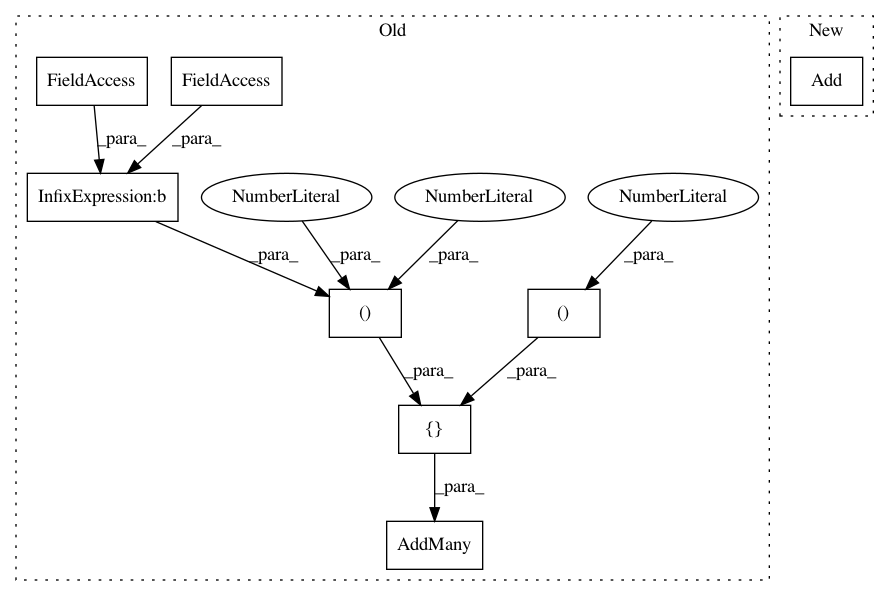 Old
New
FieldAccess
FieldAccess
Add
_para_
_para_
InfixExpression:b
NumberLiteral
NumberLiteral
NumberLiteral
_para_
_para_
_para_
_para_
()
()
_para_
_para_
{}
_para_
AddMany